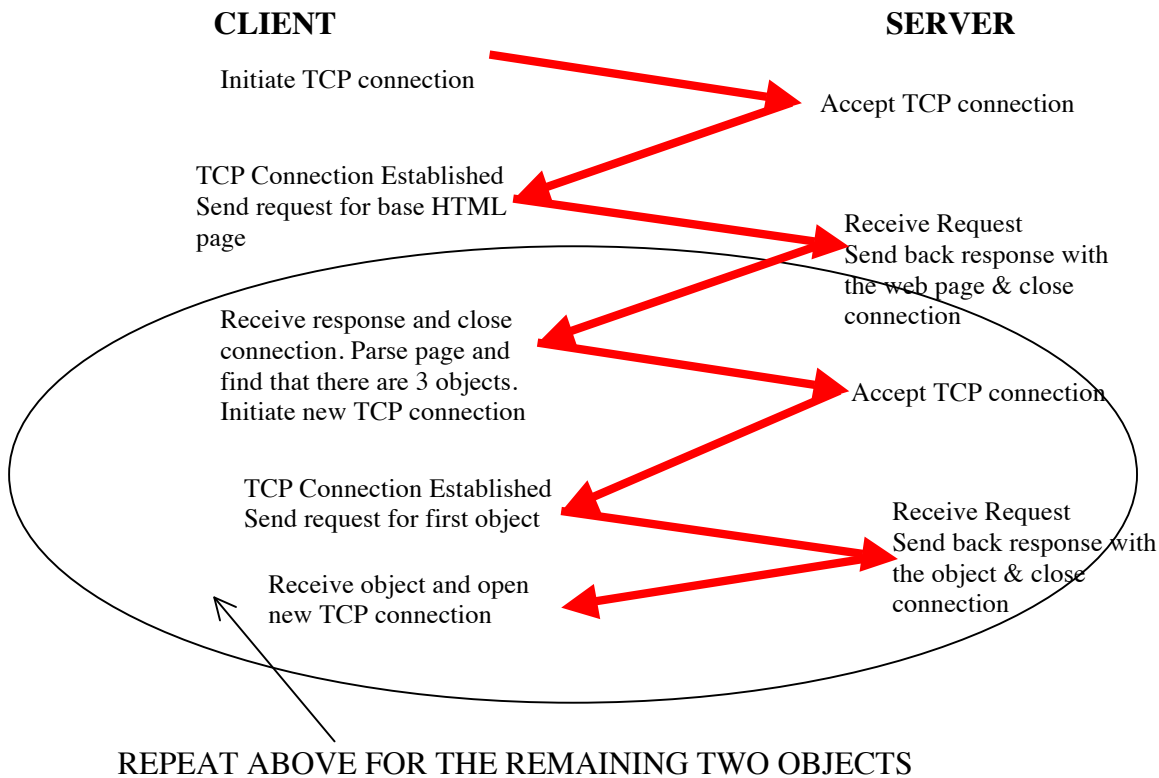 CLIENT
SERVER
Initiate TCP connection
Accept TCP connection
TCP Connection Established
Send request for base HTML
page
Receive Request
Send back response with
the web page & close
connection
Receive response and close
connection. Parse page and
find that there are 3 objects.
Initiate new TCP connection
Accept TCP connection
TCP Connection Established
Send request for first object
Receive Request
Send back response with
the object & close
connection
Receive object and open
new TCP connection
REPEAT ABOVE FOR THE REMAINING TWO OBJECTS